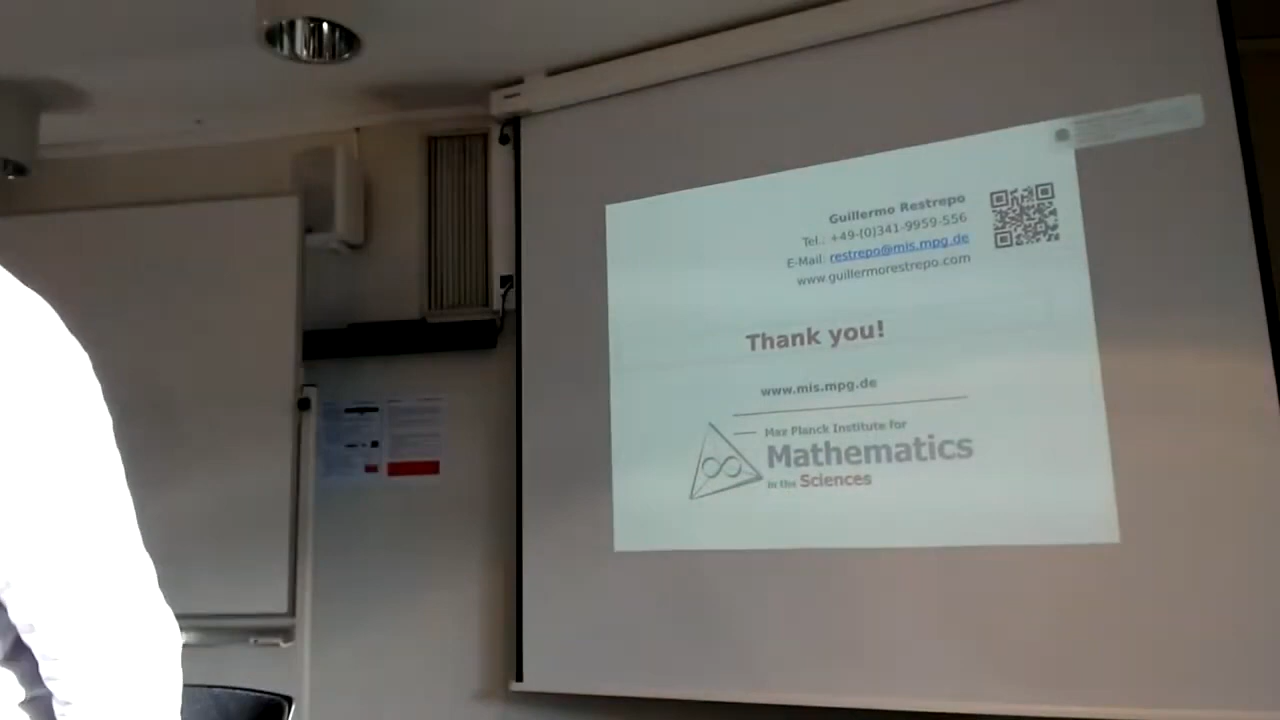 Guillermo Restrepo
Tel.: +49-(0)341-9959-556
E-Mail: restrepo@mis.mpg.de
www.guillermorestrepo.com
Thank you!
www.mis.mpg.de
Max Planck Institute for
Mathematics
in the Sciences